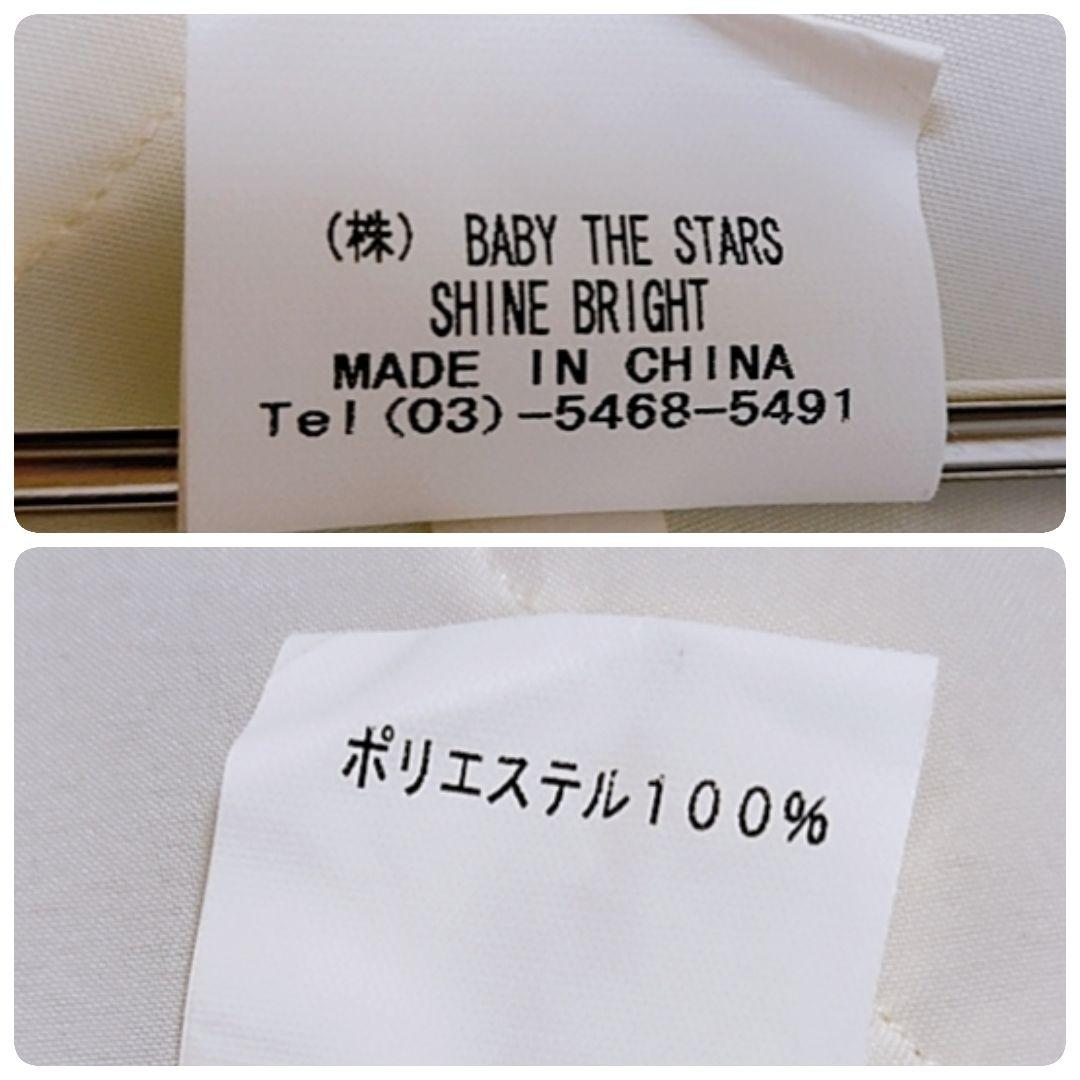 (株) BABY THE STARS
SHINE BRIGHT
MADE IN CHINA
Tel(03)-5468-5491
ポリエステル100%